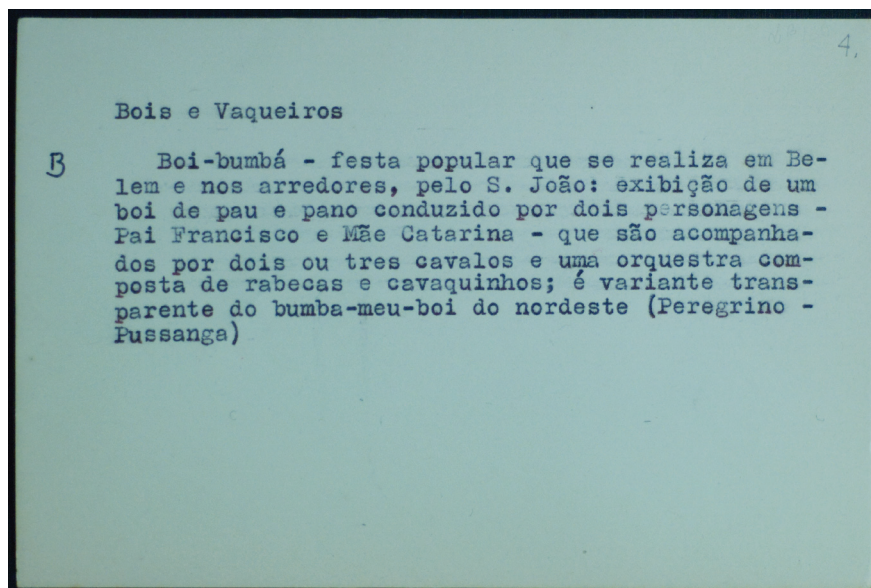 4.
Bois e Vaqueiros
B
Boi-bumbá - festa popular que se realiza em Be-
lem e nos arredores, pelo S. João: exibição de um
boi de pau e pano conduzido por dois personagens -
Pai Francisco e Mãe Catarina - que são acompanha-
dos por dois ou tres cavalos e uma orquestra com-
posta de rabecas e cavaquinhos; é variante trans-
parente do bumba-meu-boi do nordeste (Peregrino -
Pussanga)